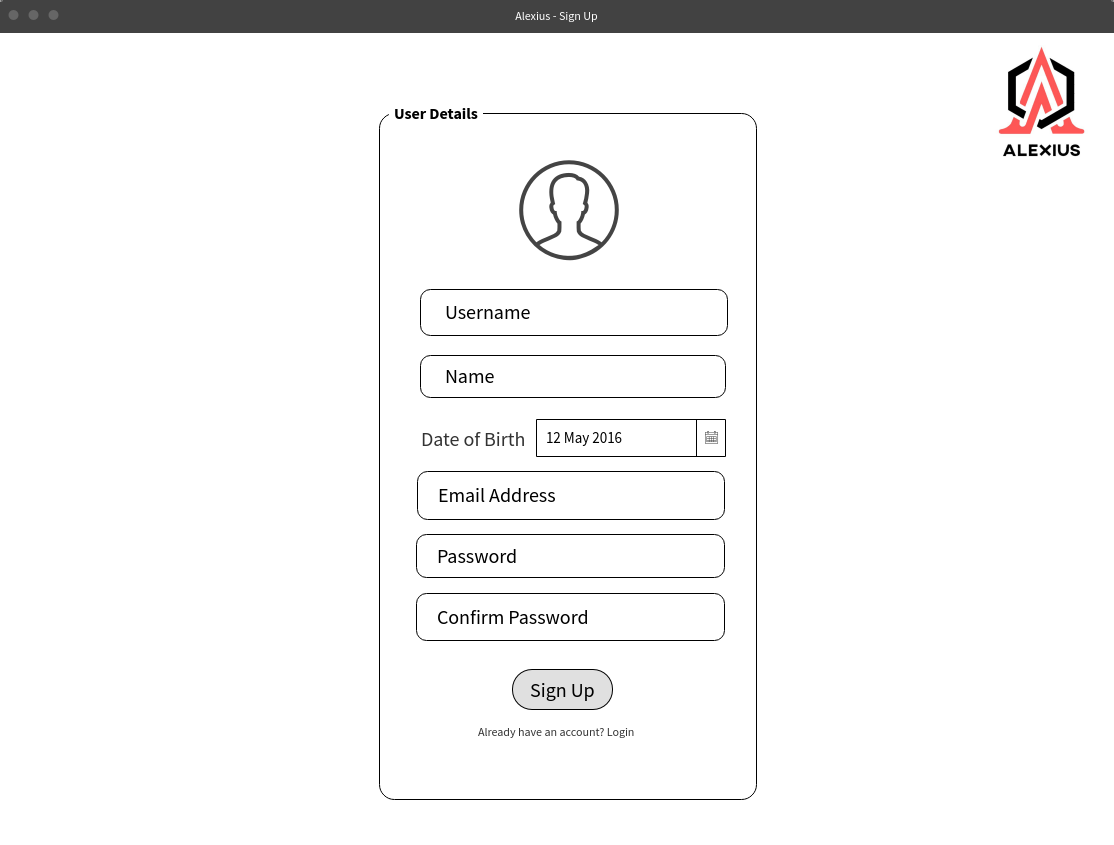 Alexius - Sign Up
ALEXIUS
User Details
Username
Name
Date of Birth 12 May 2016
Email Address
Password
Confirm Password
Sign Up
Already have an account? Login